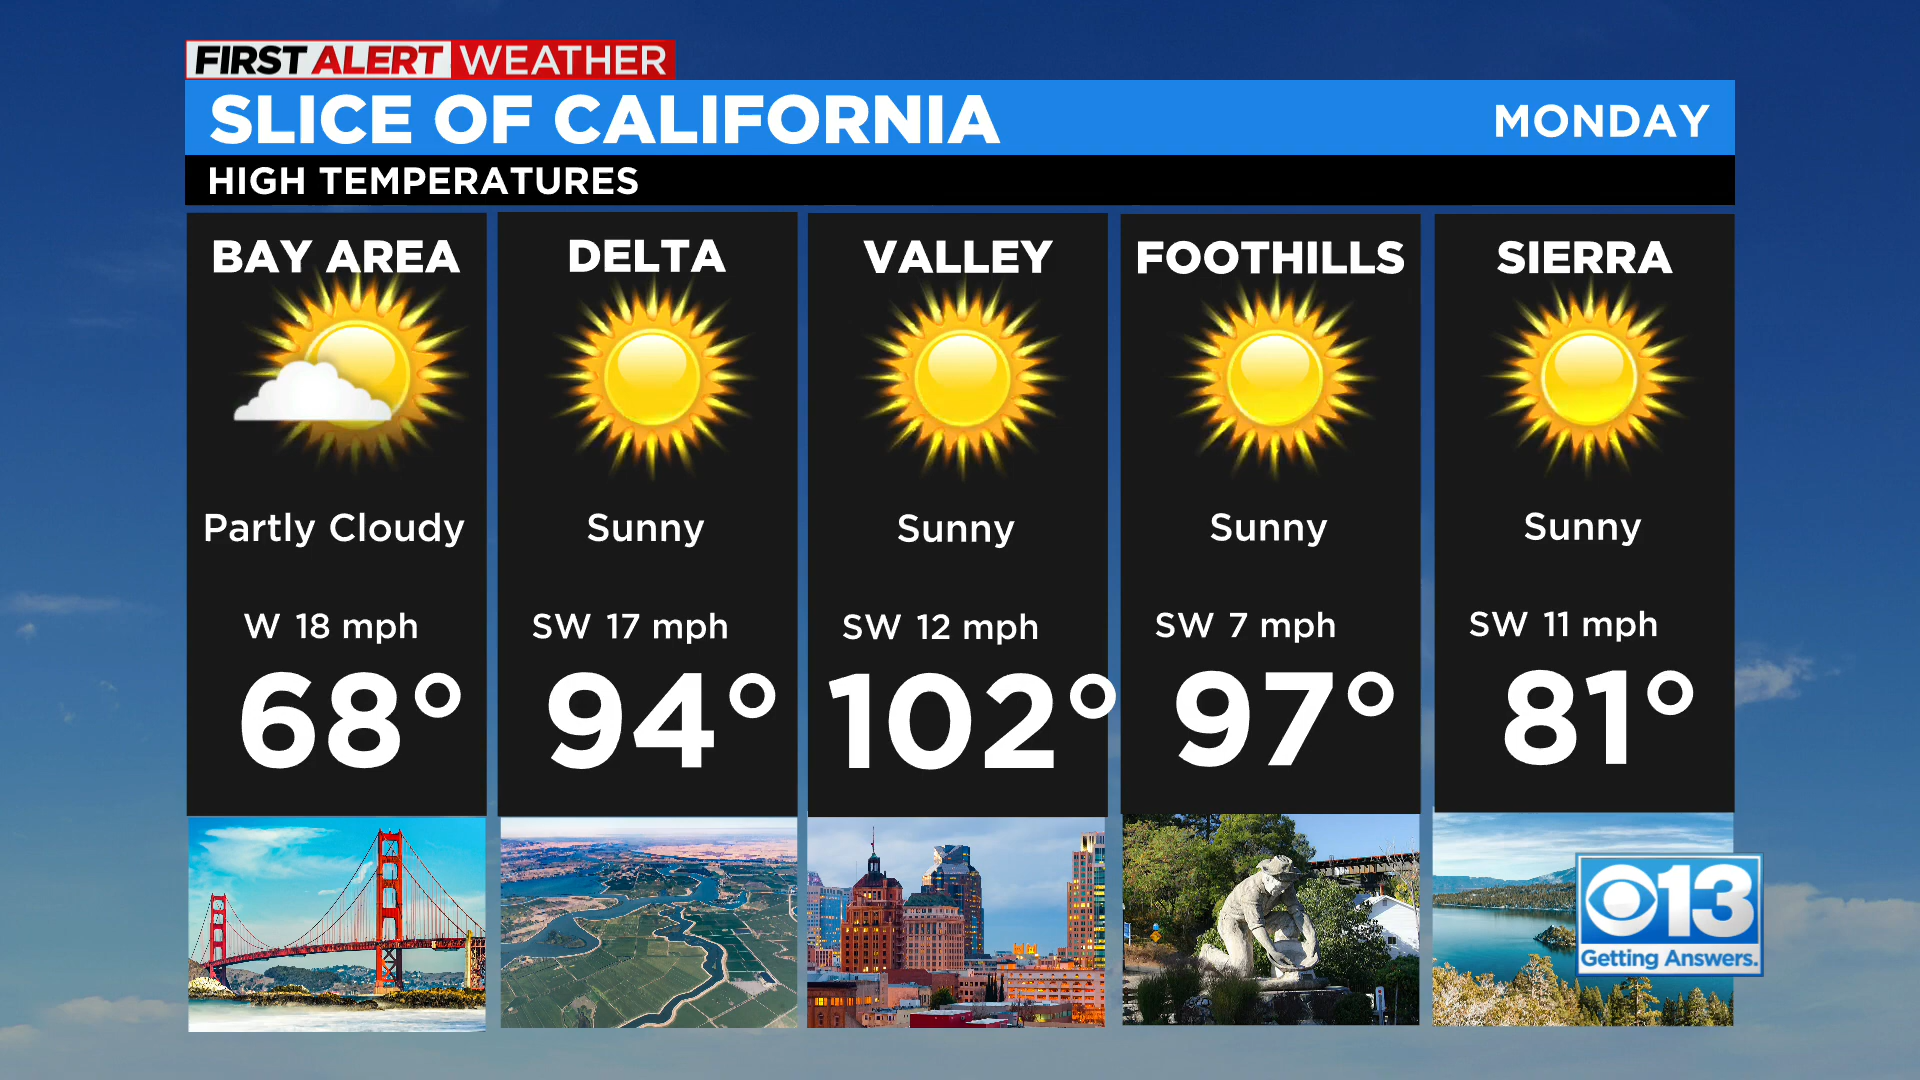 FIRST ALERT WEATHER
SLICE OF CALIFORNIA
MONDAY
HIGH TEMPERATURES
BAY AREA
Partly Cloudy
W 18 mph
68°
DELTA
Sunny
SW 17 mph
94°
VALLEY
Sunny
SW 12 mph
102°
FOOTHILLS
Sunny
SW 7 mph
97°
SIERRA
Sunny
SW 11 mph
81°
13
Getting Answers.